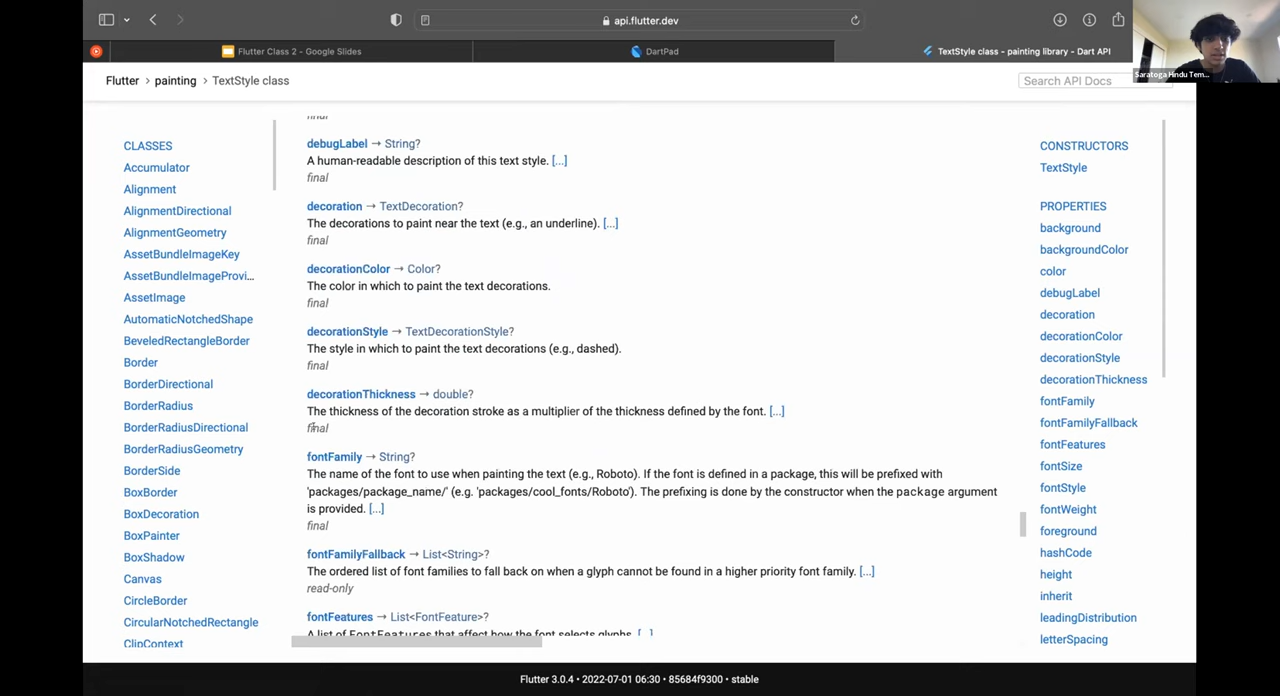 api.flutter.dev
Flutter Class 2 - Google Slides
DartPad
TextStyle class - painting library - Dart API
Saratoga Hindu Tem...
Flutter > painting > TextStyle class
Search API Docs
CLASSES
Accumulator
Alignment
AlignmentDirectional
AlignmentGeometry
AssetBundleImageKey
AssetBundleImageProvi...
AssetImage
AutomaticNotchedShape
BeveledRectangleBorder
Border
BorderDirectional
BorderRadius
BorderRadiusDirectional
BorderRadiusGeometry
BorderSide
BoxBorder
BoxDecoration
BoxPainter
BoxShadow
Canvas
CircleBorder
CircularNotchedRectangle
ClipContext
final
debugLabel → String?
A human-readable description of this text style. [...]
final
decoration → TextDecoration?
The decorations to paint near the text (e.g., an underline). [...]
final
decorationColor → Color?
The color in which to paint the text decorations.
final
decorationStyle → TextDecorationStyle?
The style in which to paint the text decorations (e.g., dashed).
final
decorationThickness → double?
The thickness of the decoration stroke as a multiplier of the thickness defined by the font. [...]
final
fontFamily → String?
The name of the font to use when painting the text (e.g., Roboto). If the font is defined in a package, this will be prefixed with
'packages/package_name/' (e.g. 'packages/cool_fonts/Roboto'). The prefixing is done by the constructor when the package argument
is provided. [...]
final
fontFamilyFallback → List<String>?
The ordered list of font families to fall back on when a glyph cannot be found in a higher priority font family. [...]
read-only
fontFeatures → List<FontFeature>?
A list of FontFeatures that affect how the font selects glyphs. [...]
CONSTRUCTORS
TextStyle
PROPERTIES
background
backgroundColor
color
debugLabel
decoration
decorationColor
decorationStyle
decorationThickness
fontFamily
fontFamilyFallback
fontFeatures
fontSize
fontStyle
fontWeight
foreground
hashCode
height
inherit
leadingDistribution
letterSpacing
Flutter 3.0.4 • 2022-07-01 06:30 • 85684f9300 • stable